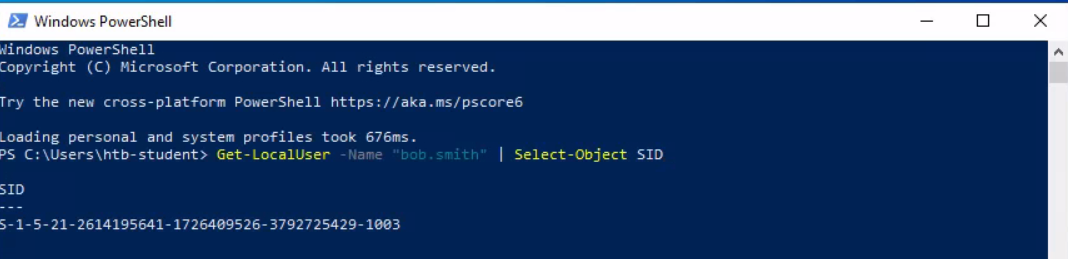 Windows PowerShell
Windows PowerShell
Copyright (C) Microsoft Corporation. All rights reserved.
Try the new cross-platform PowerShell https://aka.ms/pscore6
Loading personal and system profiles took 676ms.
PS C:\Users\htb-student> Get-LocalUser -Name "bob.smith" | Select-Object SID
SID
---
S-1-5-21-2614195641-1726409526-3792725429-1003